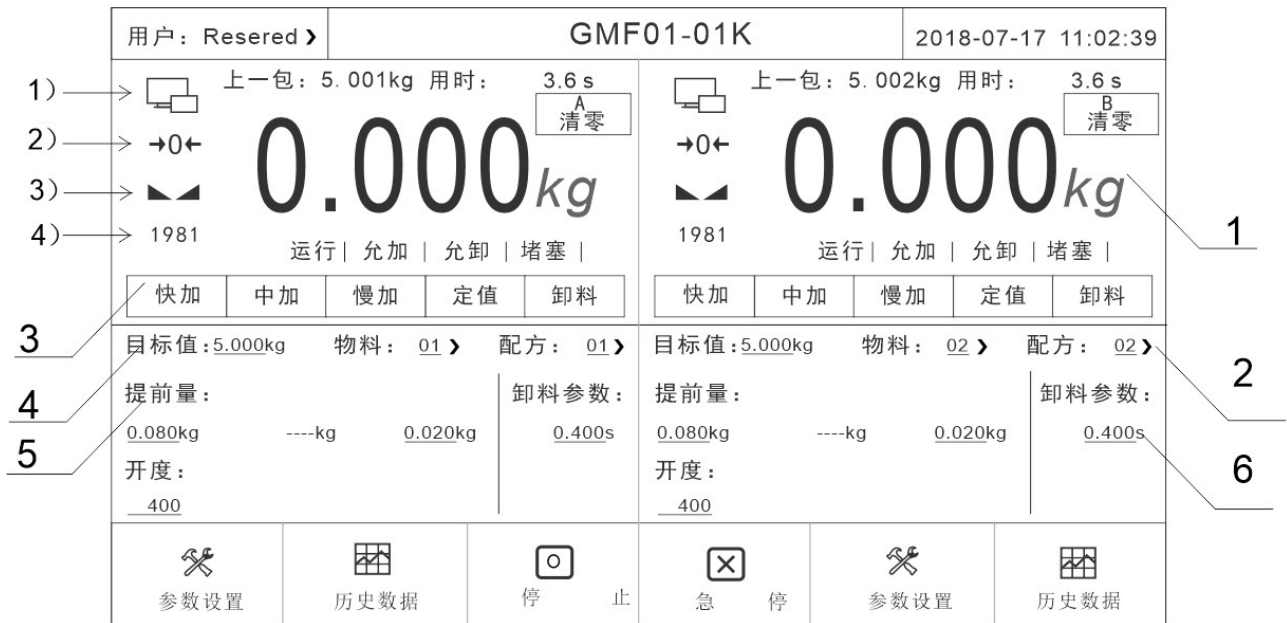 用户：Resered ❯ GMF01-01K 2018-07-17 11:02:39
1) 上一包：5.001kg 用时： 3.6 s 上一包：5.002kg 用时： 3.6 s
A 清零 B 清零
2) →0← 0.000kg →0← 0.000kg
3)
4) 1981 1981 1
运行| 允加 | 允卸 | 堵塞 | 运行| 允加 | 允卸 | 堵塞 |
快加 中加 慢加 定值 卸料 快加 中加 慢加 定值 卸料
3 目标值:5.000kg 物料： 01 ❯ 配方： 01 ❯ 目标值:5.000kg 物料： 02 ❯ 配方： 02 ❯ 2
4 提前量： 卸料参数： 提前量： 卸料参数：
5 0.080kg ----kg 0.020kg 0.400s 0.080kg ----kg 0.020kg 0.400s
开度： 开度： 6
400 400
参数设置 历史数据 停 止 急 停 参数设置 历史数据